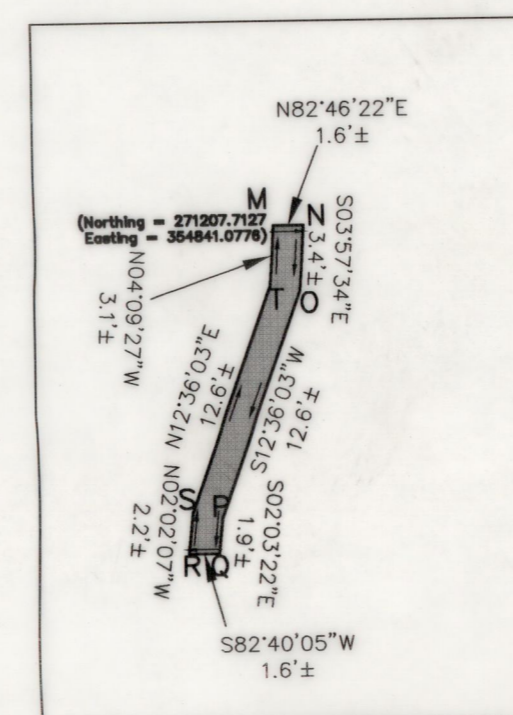 N82°46'22"E
1.6'±
M
(Northing = 271207.7127
Easting = 354841.0776)
N
S03°57'34"E
3.4'±
N04°09'27"W
3.1'±
T
O
N12°36'03"E
12.6'±
S12°36'03"W
12.6'±
S
P
N02°02'07"W
2.2'±
S02°03'22"E
1.9'±
R
Q
S82°40'05"W
1.6'±